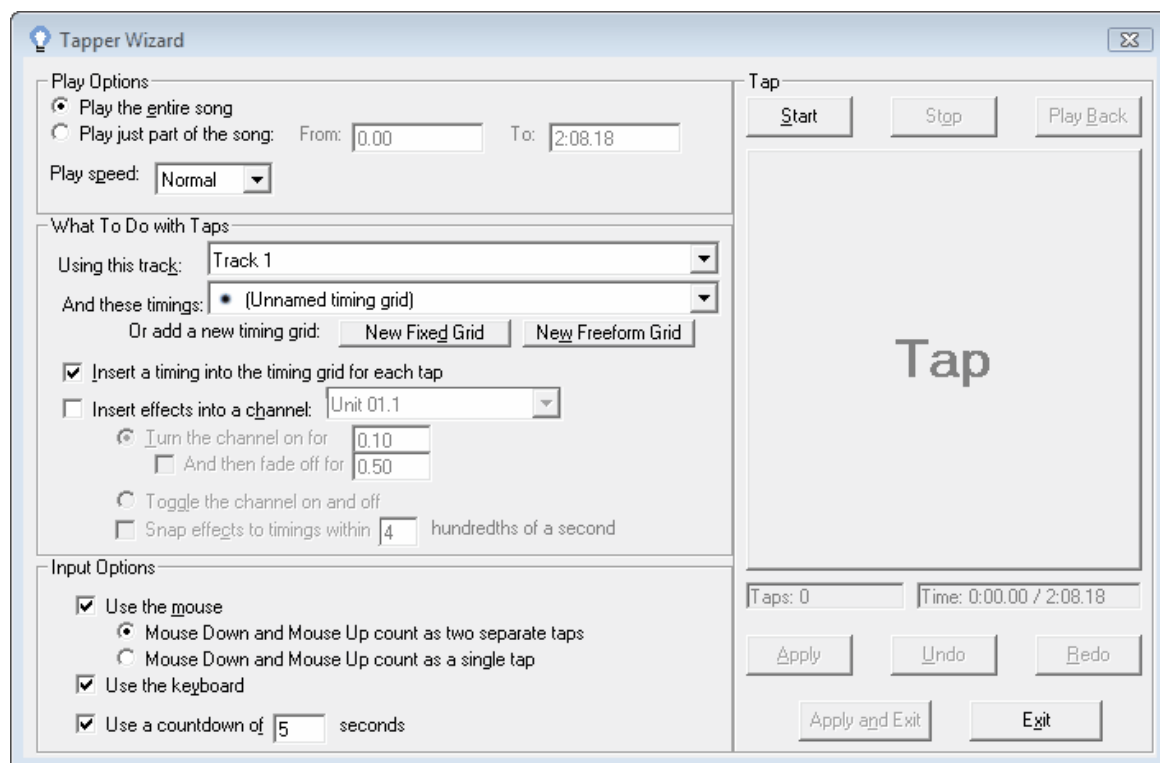 Tapper Wizard
Play Options
Play the entire song
Play just part of the song: From: 0.00 To: 2:08.18
Play speed: Normal
What To Do with Taps
Using this track: Track 1
And these timings: (Unnamed timing grid)
Or add a new timing grid: New Fixed Grid New Freeform Grid
Insert a timing into the timing grid for each tap
Insert effects into a channel: Unit 01.1
Turn the channel on for 0.10
And then fade off for 0.50
Toggle the channel on and off
Snap effects to timings within 4 hundredths of a second
Input Options
Use the mouse
Mouse Down and Mouse Up count as two separate taps
Mouse Down and Mouse Up count as a single tap
Use the keyboard
Use a countdown of 5 seconds
Tap
Start Stop Play Back
Tap
Taps: 0 Time: 0:00.00 / 2:08.18
Apply Undo Redo
Apply and Exit Exit